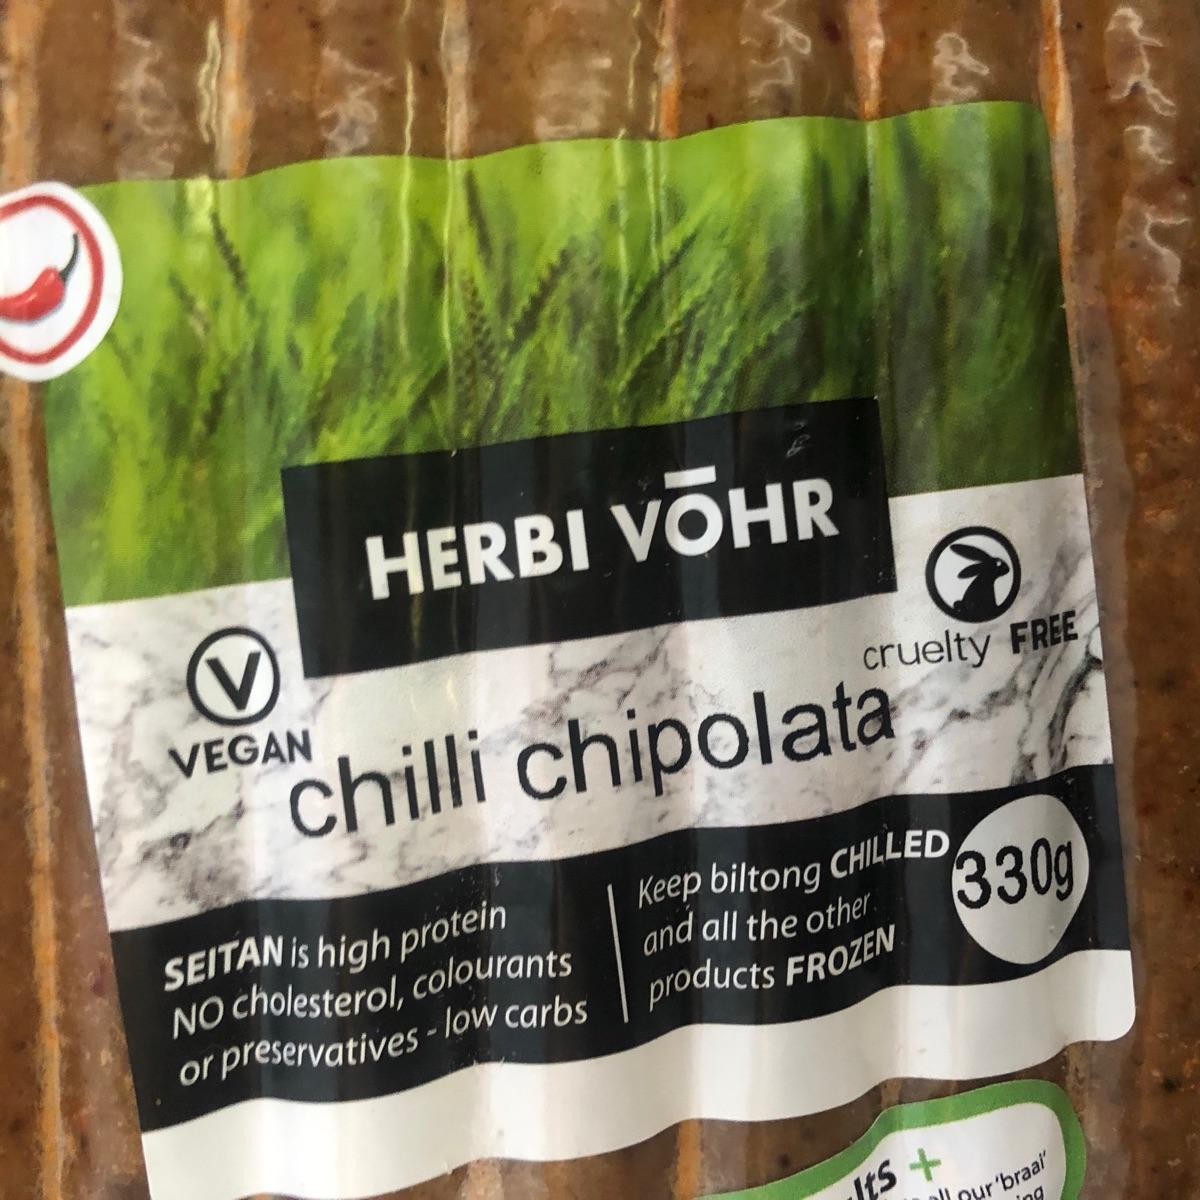 HERBI VŌHR
V
VEGAN
cruelty FREE
chilli chipolata
SEITAN is high protein
NO cholesterol, colourants
or preservatives - low carbs
Keep biltong CHILLED
and all the other
products FROZEN
330g
+
our 'braai'